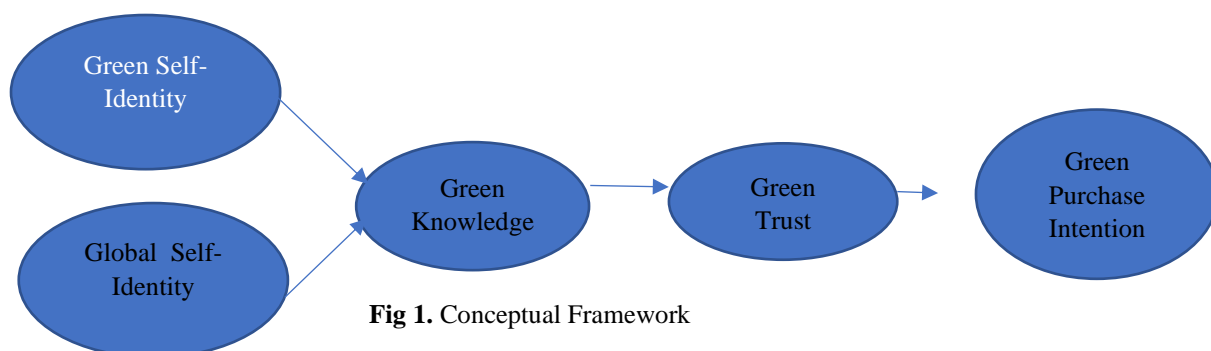 Green Self-
Identity
Global  Self-
Identity
Green
Knowledge
Green
Trust
Green
Purchase
Intention
Fig 1. Conceptual Framework